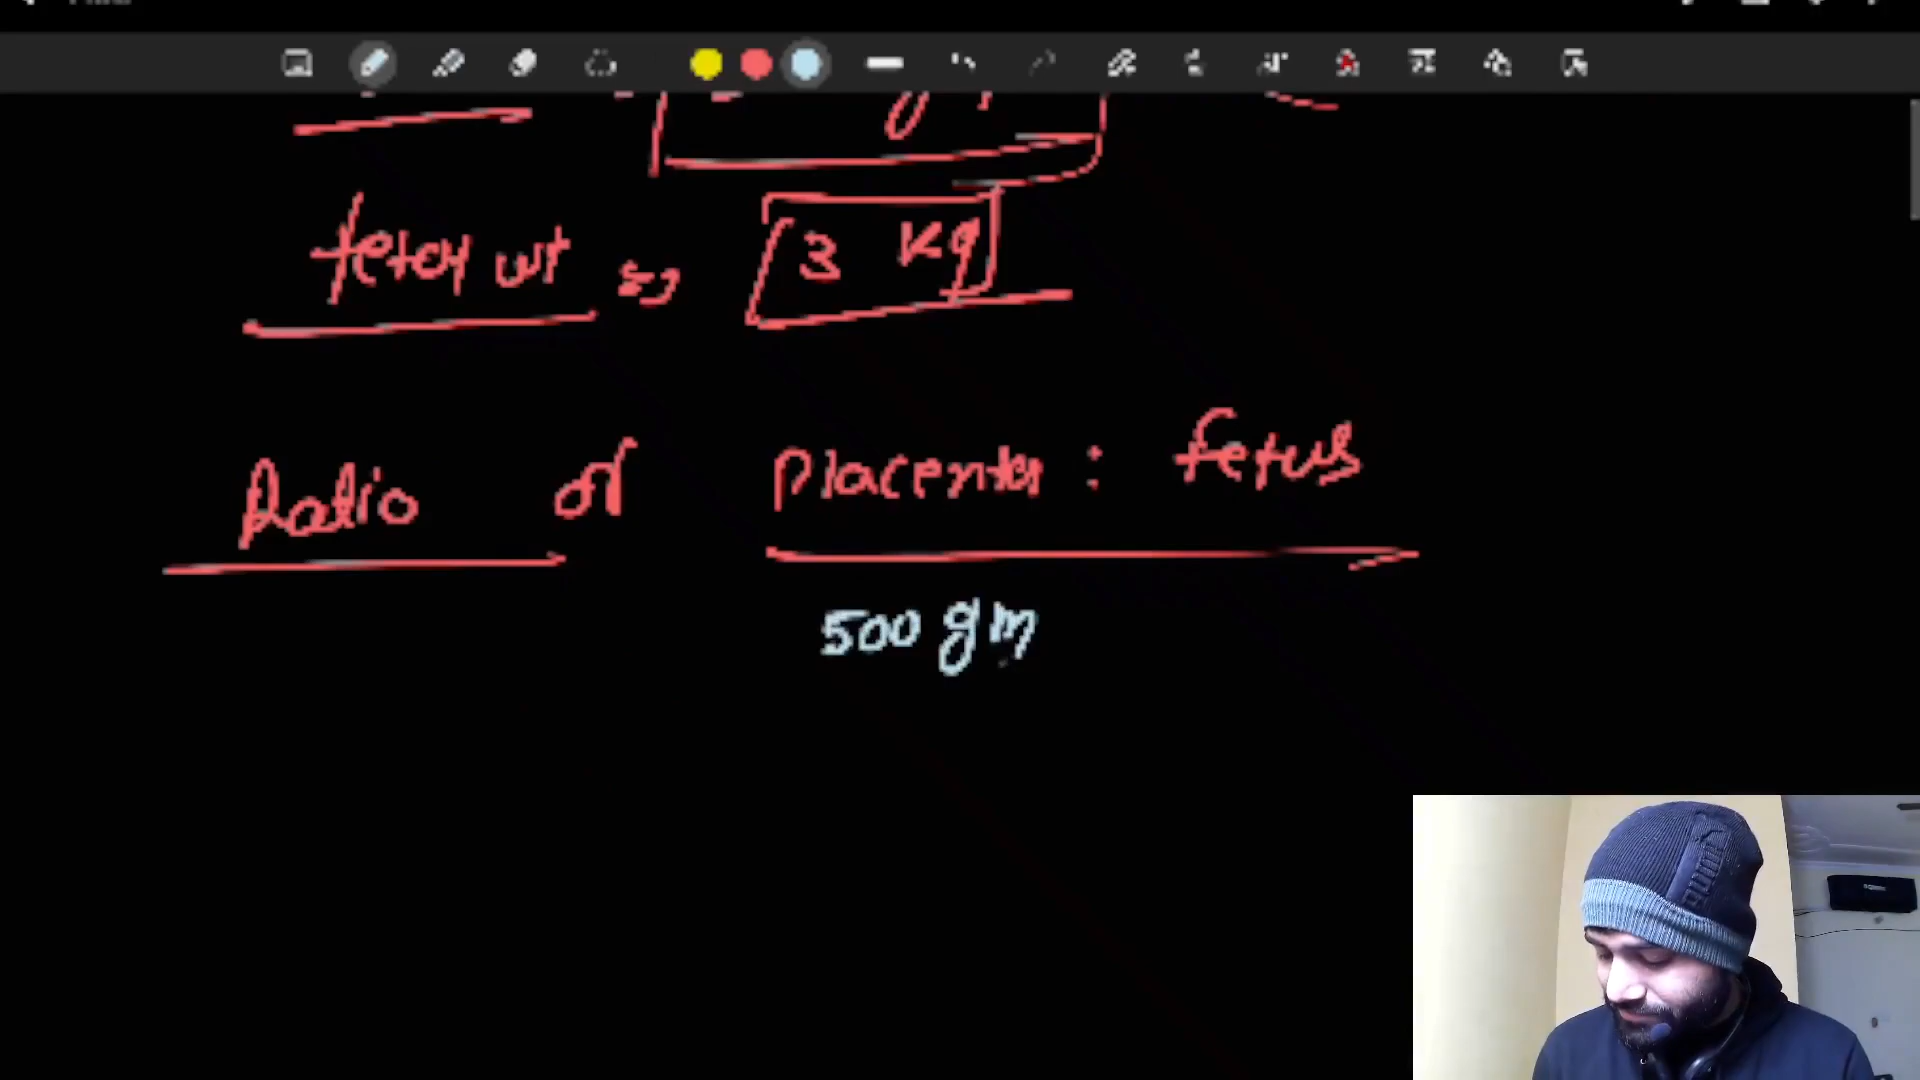 fetal wt => 3 Kg
Ratio of Placenta : fetus
500 gm